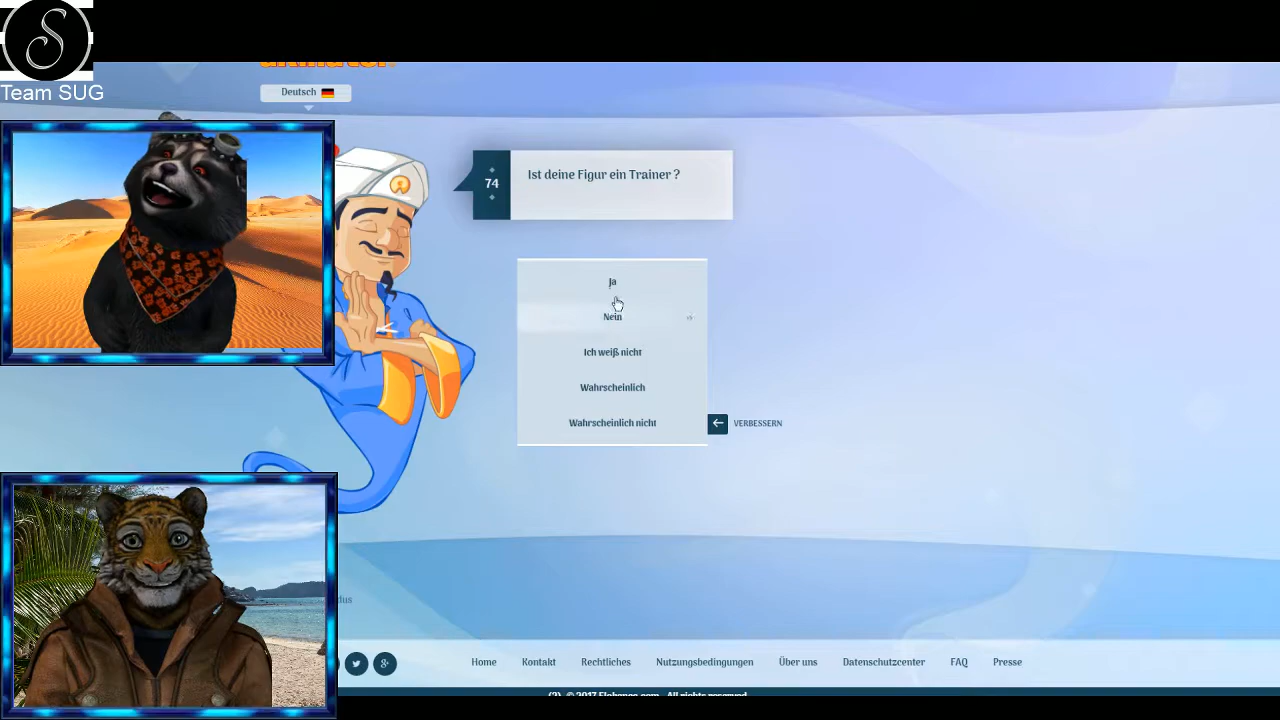 S
Team SUG
Deutsch
74
Ist deine Figur ein Trainer ?
Ja
Nein
Ich weiß nicht
Wahrscheinlich
Wahrscheinlich nicht
VERBESSERN
Home
Kontakt
Rechtliches
Nutzungsbedingungen
Über uns
Datenschutzcenter
FAQ
Presse